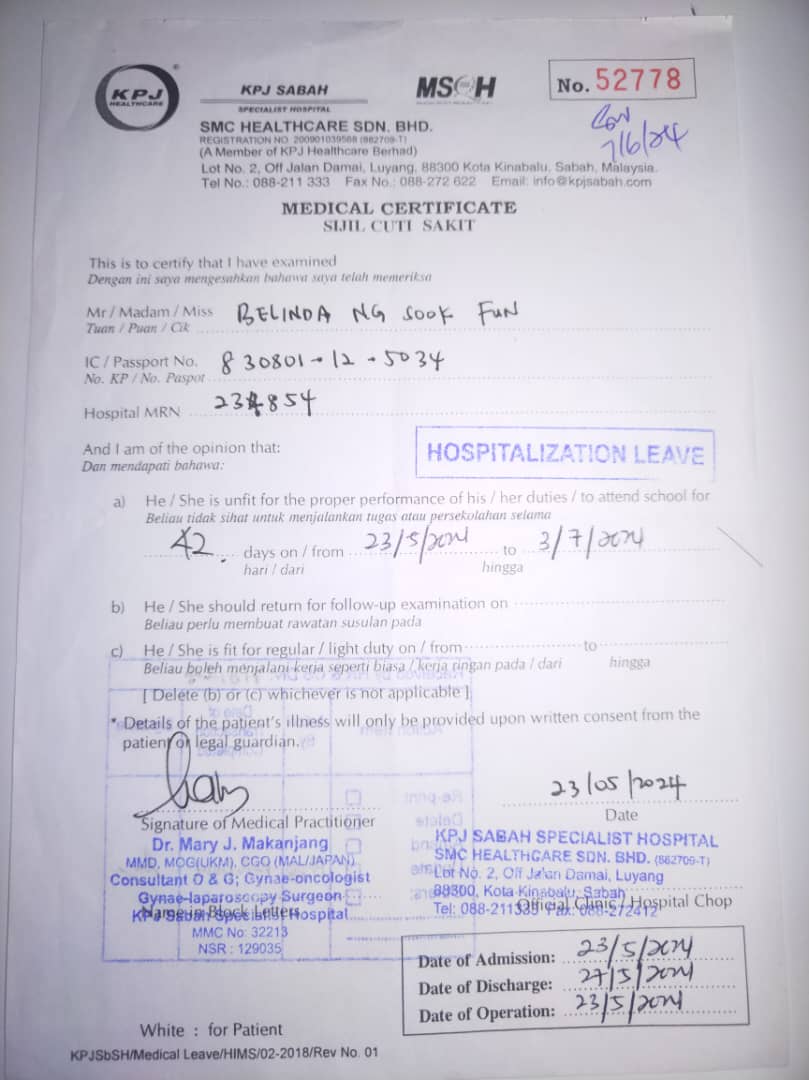 KPJ
HEALTHCARE
KPJ SABAH
SPECIALIST HOSPITAL
MSQH
No. 52778
7/6/24
SMC HEALTHCARE SDN. BHD.
REGISTRATION NO. 200901039568 (882709-T)
(A Member of KPJ Healthcare Berhad)
Lot No. 2, Off Jalan Damai, Luyang, 88300 Kota Kinabalu, Sabah, Malaysia.
Tel No.: 088-211 333 Fax No.: 088-272 622 Email: info@kpjsabah.com
MEDICAL CERTIFICATE
SIJIL CUTI SAKIT
This is to certify that I have examined
Dengan ini saya mengesahkan bahawa saya telah memeriksa
Mr / Madam / Miss BELINDA NG SOOK FUN
Tuan / Puan / Cik
IC / Passport No. 830801-12-5034
No. KP / No. Paspot
Hospital MRN 234854
And I am of the opinion that:
Dan mendapati bahawa:
HOSPITALIZATION LEAVE
a) He / She is unfit for the proper performance of his / her duties / to attend school for
Beliau tidak sihat untuk menjalankan tugas atau persekolahan selama
42 days on / from 23/5/2024 to 3/7/2024
hari / dari hingga
b) He / She should return for follow-up examination on
Beliau perlu membuat rawatan susulan pada
c) He / She is fit for regular / light duty on / from to
Beliau boleh menjalani kerja seperti biasa / kerja ringan pada / dari hingga
[ Delete (b) or (c) whichever is not applicable ]
* Details of the patient's illness will only be provided upon written consent from the
patient or legal guardian.
23/05/2024
Signature of Medical Practitioner
Date
Dr. Mary J. Makanjang
MMD, MOG(UKM), CGO (MAL/JAPAN)
Consultant O & G; Gynae-oncologist
Gynae-laparoscopy Surgeon
KPJ Sabah Specialist Hospital
Name in Block Letters
MMC No: 32213
NSR : 129035
KPJ SABAH SPECIALIST HOSPITAL
SMC HEALTHCARE SDN. BHD. (882709-T)
Lot No. 2, Off Jalan Damai, Luyang
88300, Kota Kinabalu, Sabah
Tel: 088-211333 Fax: 088-272412
Official Clinic / Hospital Chop
Date of Admission: 23/5/2024
Date of Discharge: 27/5/2024
Date of Operation: 23/5/2024
White : for Patient
KPJSbSH/Medical Leave/HIMS/02-2018/Rev No. 01